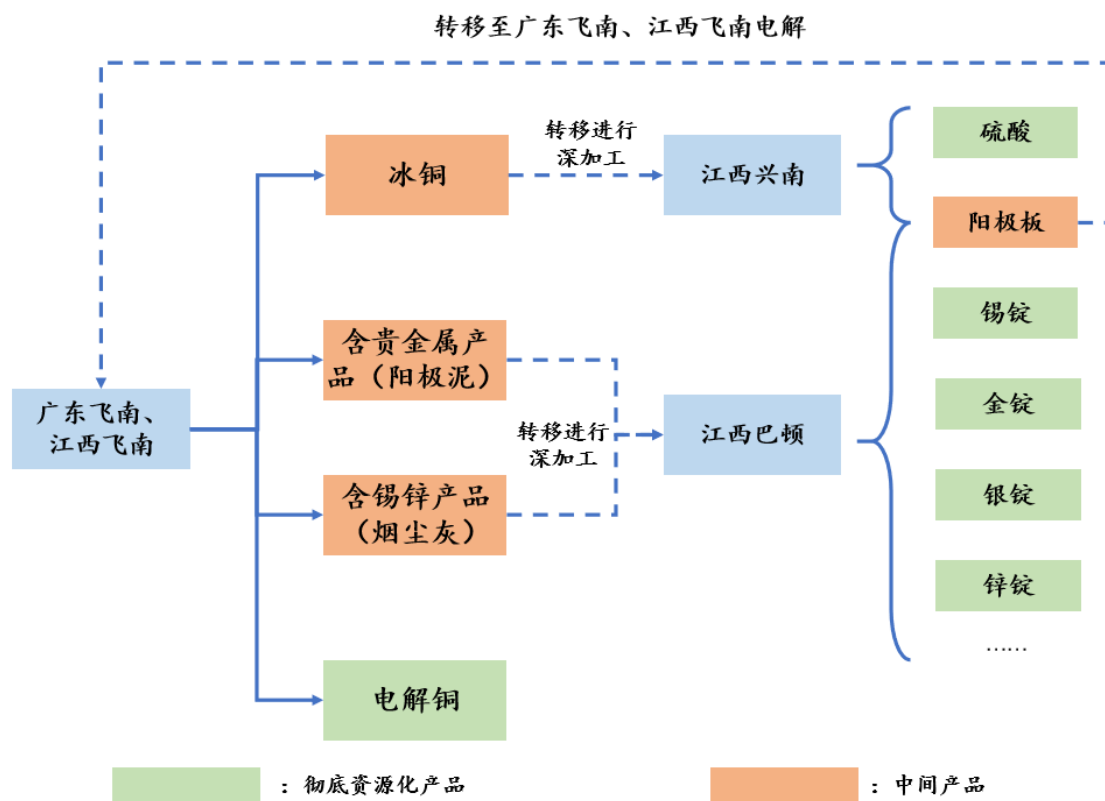 转移至广东飞南、江西飞南电解
冰铜
转移进行
深加工
江西兴南
硫酸
阳极板
锡锭
含贵金属产
品（阳极泥）
广东飞南、
江西飞南
转移进行
深加工
江西巴顿
金锭
含锡锌产品
（烟尘灰）
银锭
锌锭
……
电解铜
：彻底资源化产品
：中间产品